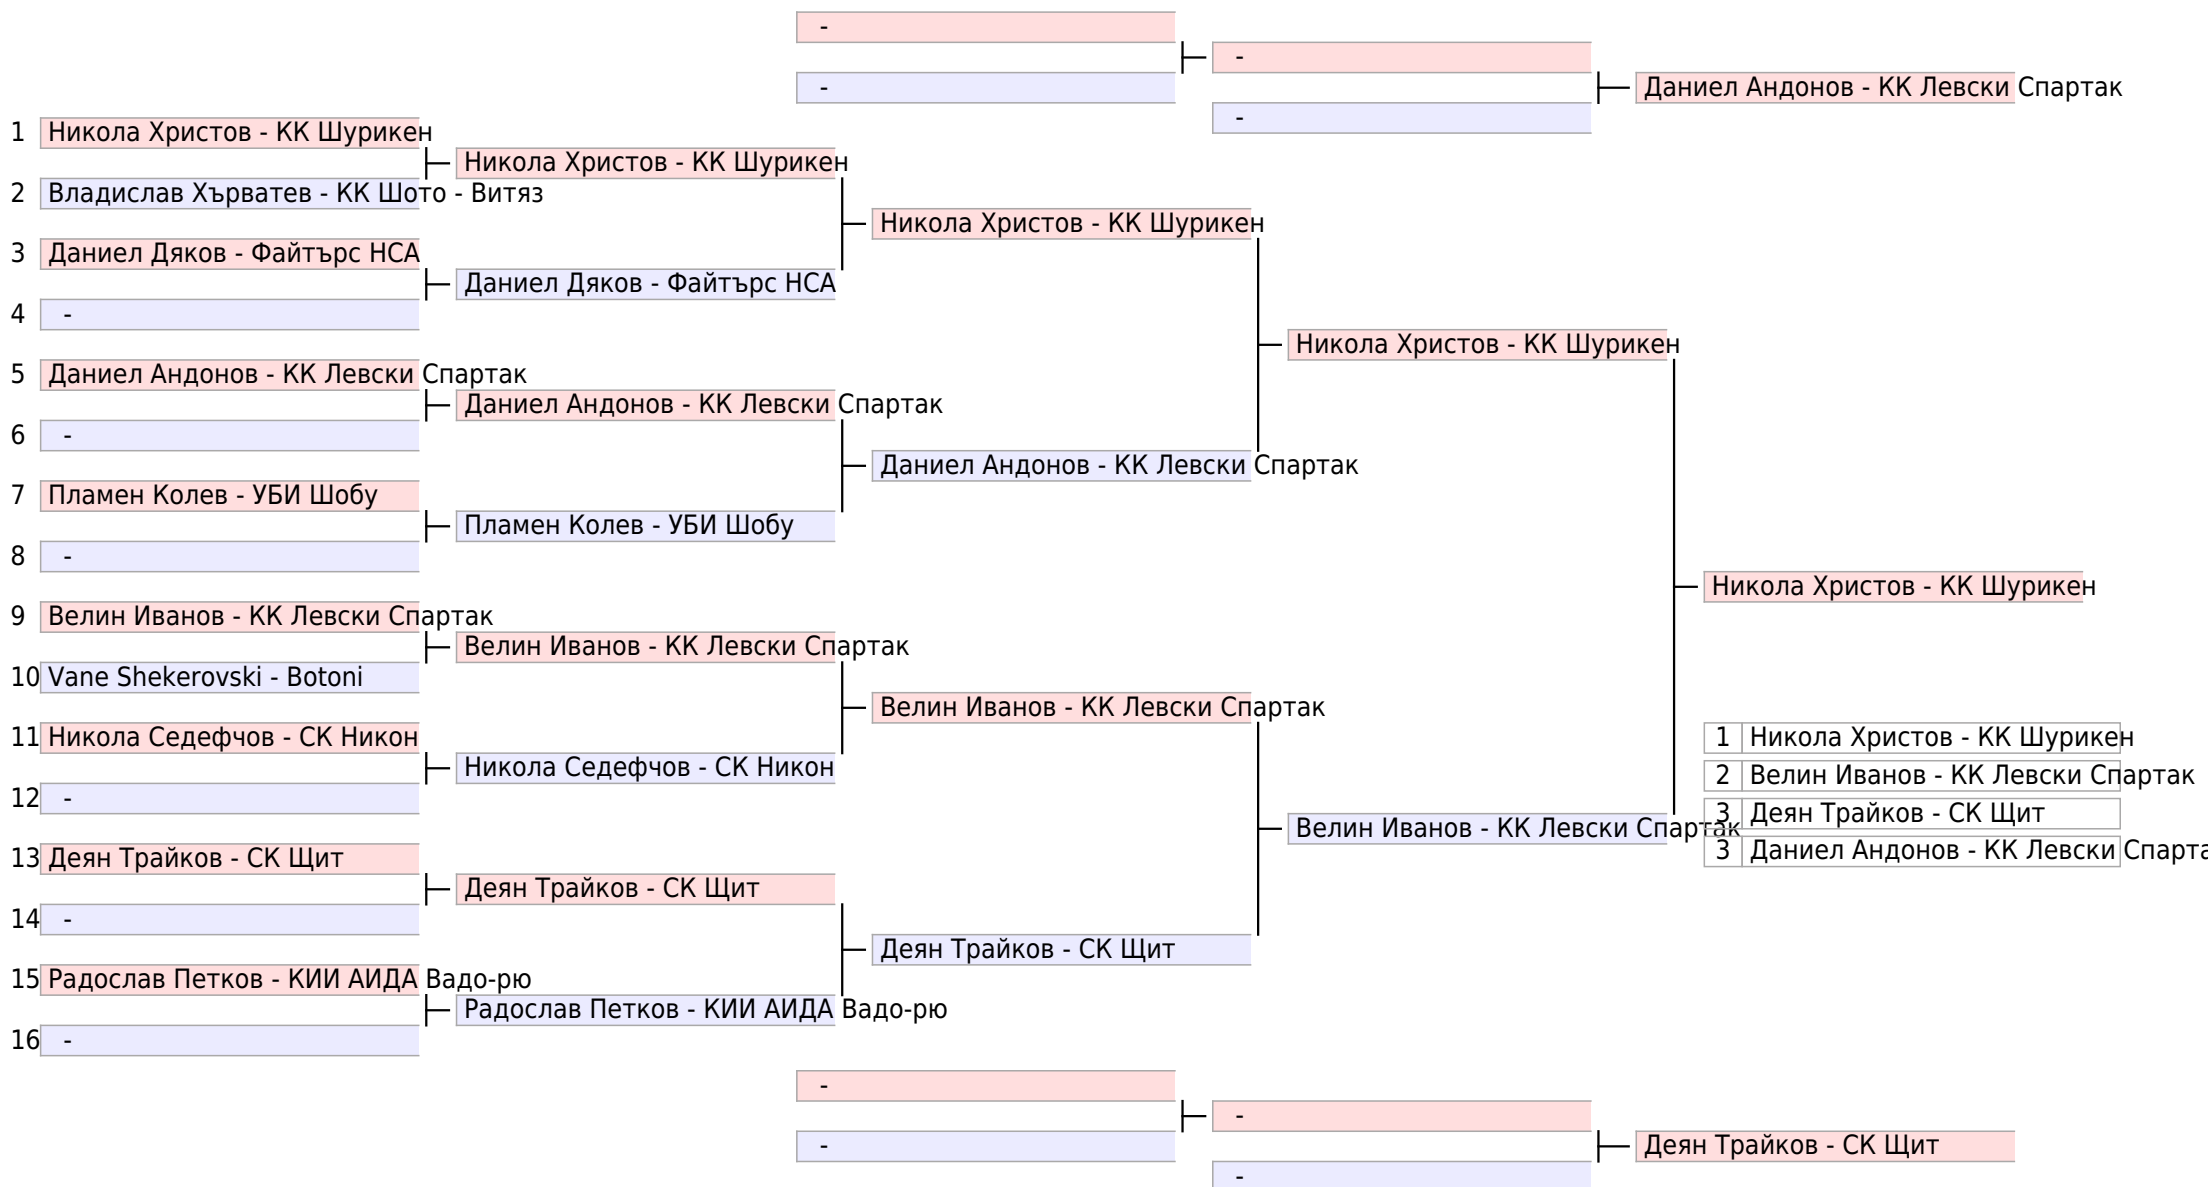 -
-
-
-
Даниел Андонов - КК Левски Спартак
-
1 Никола Христов - КК Шурикен
Никола Христов - КК Шурикен
2 Владислав Хърватев - КК Шото - Витяз
Никола Христов - КК Шурикен
3 Даниел Дяков - Файтърс НСА
Даниел Дяков - Файтърс НСА
4 -
Никола Христов - КК Шурикен
5 Даниел Андонов - КК Левски Спартак
Даниел Андонов - КК Левски Спартак
6 -
Даниел Андонов - КК Левски Спартак
7 Пламен Колев - УБИ Шобу
Пламен Колев - УБИ Шобу
8 -
Никола Христов - КК Шурикен
9 Велин Иванов - КК Левски Спартак
Велин Иванов - КК Левски Спартак
10 Vane Shekerovski - Botoni
Велин Иванов - КК Левски Спартак
11 Никола Седефчов - СК Никон
1 Никола Христов - КК Шурикен
Никола Седефчов - СК Никон
2 Велин Иванов - КК Левски Спартак
12 -
3 Деян Трайков - СК Щит
Велин Иванов - КК Левски Спартак
3 Даниел Андонов - КК Левски Спарта
13 Деян Трайков - СК Щит
Деян Трайков - СК Щит
14 -
Деян Трайков - СК Щит
15 Радослав Петков - КИИ АИДА Вадо-рю
Радослав Петков - КИИ АИДА Вадо-рю
16 -
-
-
-
Деян Трайков - СК Щит
-